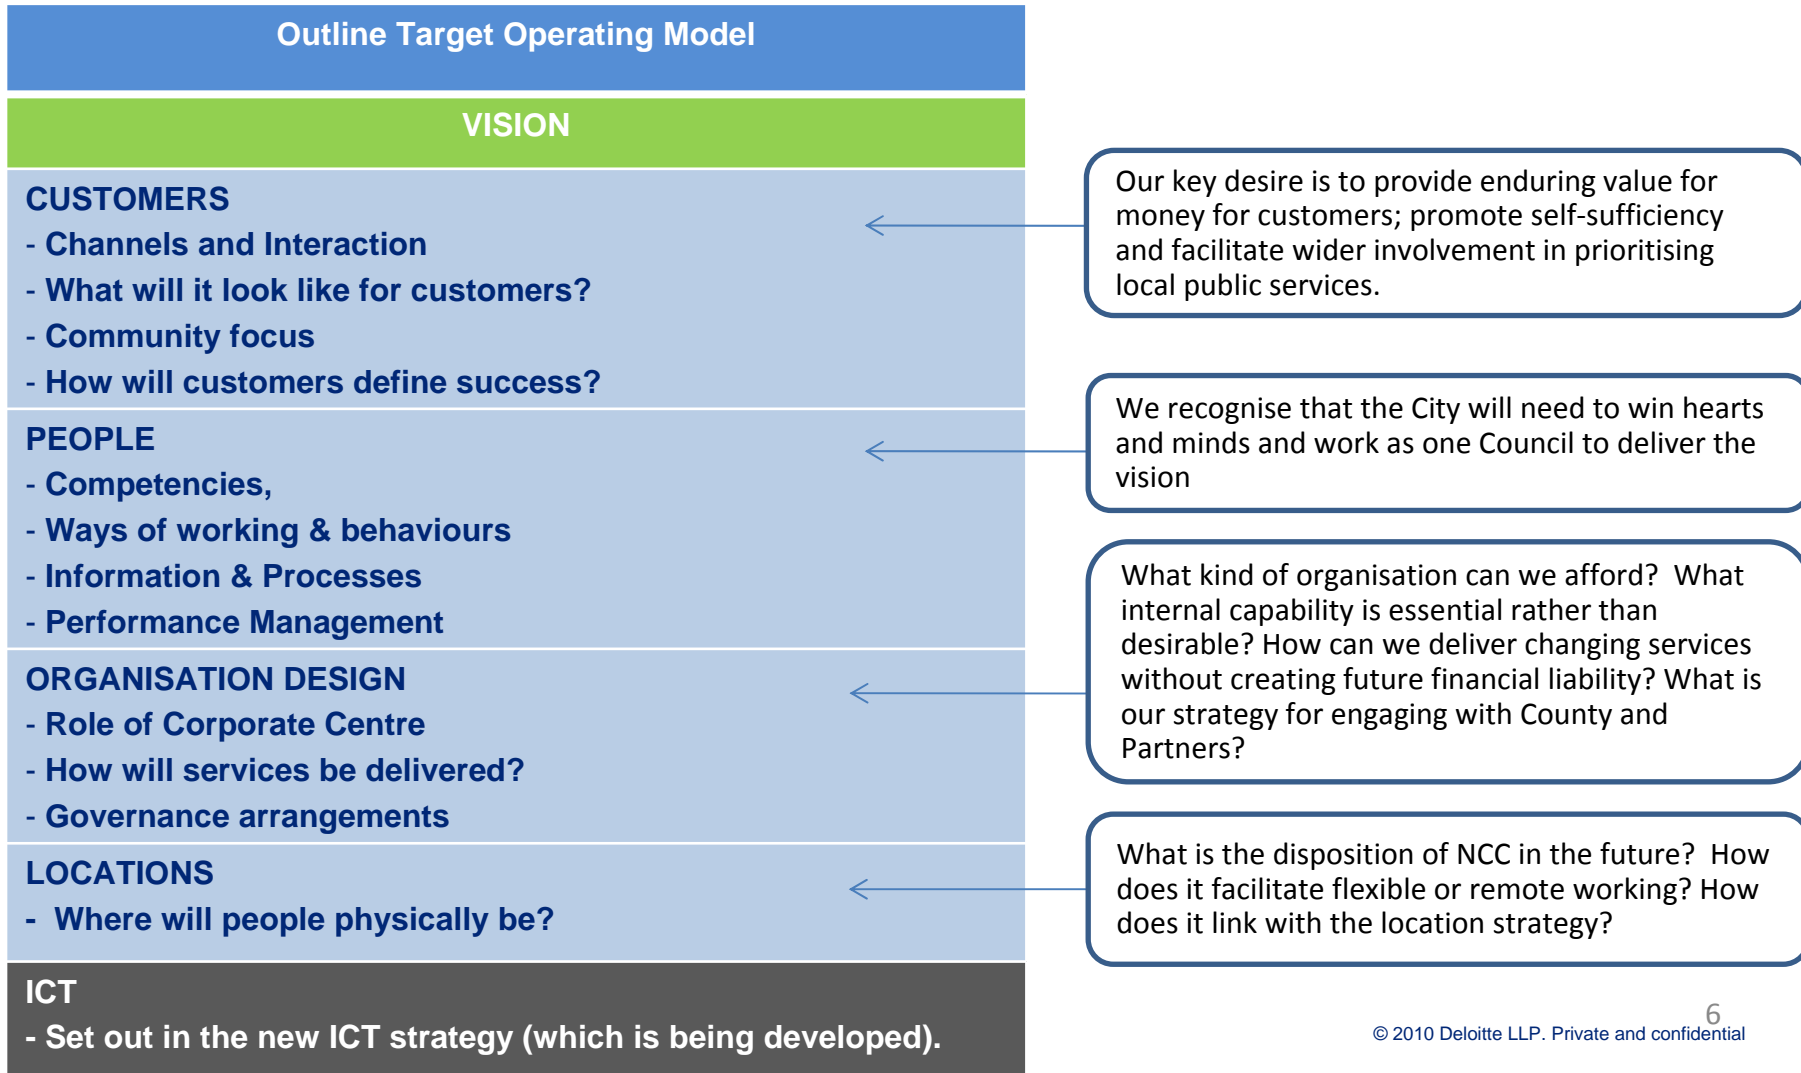 Outline Target Operating Model
VISION
CUSTOMERS
- Channels and Interaction
- What will it look like for customers?
- Community focus
- How will customers define success?
PEOPLE
- Competencies,
- Ways of working & behaviours
- Information & Processes
- Performance Management
ORGANISATION DESIGN
- Role of Corporate Centre
- How will services be delivered?
- Governance arrangements
LOCATIONS
- Where will people physically be?
ICT
- Set out in the new ICT strategy (which is being developed).
Our key desire is to provide enduring value for
money for customers; promote self-sufficiency
and facilitate wider involvement in prioritising
local public services.
We recognise that the City will need to win hearts
and minds and work as one Council to deliver the
vision
What kind of organisation can we afford? What
internal capability is essential rather than
desirable? How can we deliver changing services
without creating future financial liability? What is
our strategy for engaging with County and
Partners?
What is the disposition of NCC in the future? How
does it facilitate flexible or remote working? How
does it link with the location strategy?
6
© 2010 Deloitte LLP. Private and confidential